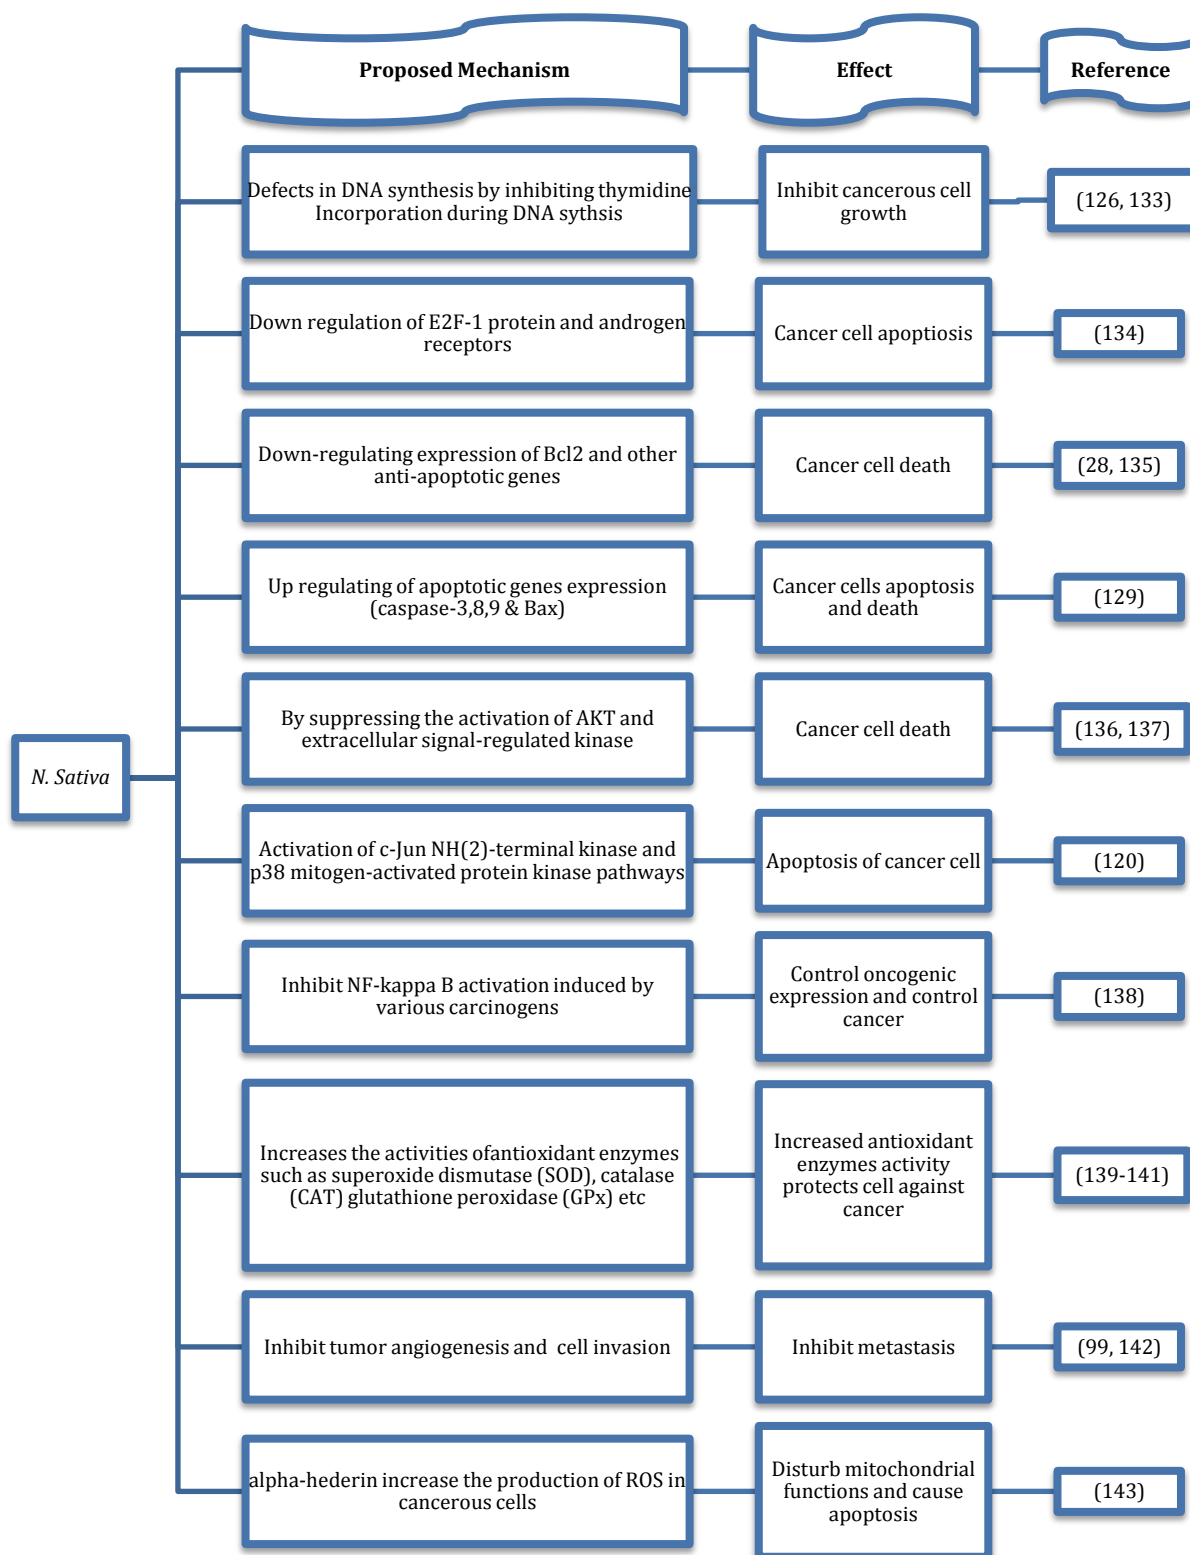 Proposed Mechanism
Effect
Reference
Defects in DNA synthesis by inhibiting thymidine
Incorporation during DNA sythsis
Inhibit cancerous cell
growth
(126, 133)
Down regulation of E2F-1 protein and androgen
receptors
Cancer cell apoptiosis
(134)
Down-regulating expression of Bcl2 and other
anti-apoptotic genes
Cancer cell death
(28, 135)
Up regulating of apoptotic genes expression
(caspase-3,8,9 & Bax)
Cancer cells apoptosis
and death
(129)
By suppressing the activation of AKT and
extracellular signal-regulated kinase
Cancer cell death
(136, 137)
N. Sativa
Activation of c-Jun NH(2)-terminal kinase and
p38 mitogen-activated protein kinase pathways
Apoptosis of cancer cell
(120)
Inhibit NF-kappa B activation induced by
various carcinogens
Control oncogenic
expression and control
cancer
(138)
Increases the activities ofantioxidant enzymes
such as superoxide dismutase (SOD), catalase
(CAT) glutathione peroxidase (GPx) etc
Increased antioxidant
enzymes activity
protects cell against
cancer
(139-141)
Inhibit tumor angiogenesis and  cell invasion
Inhibit metastasis
(99, 142)
alpha-hederin increase the production of ROS in
cancerous cells
Disturb mitochondrial
functions and cause
apoptosis
(143)